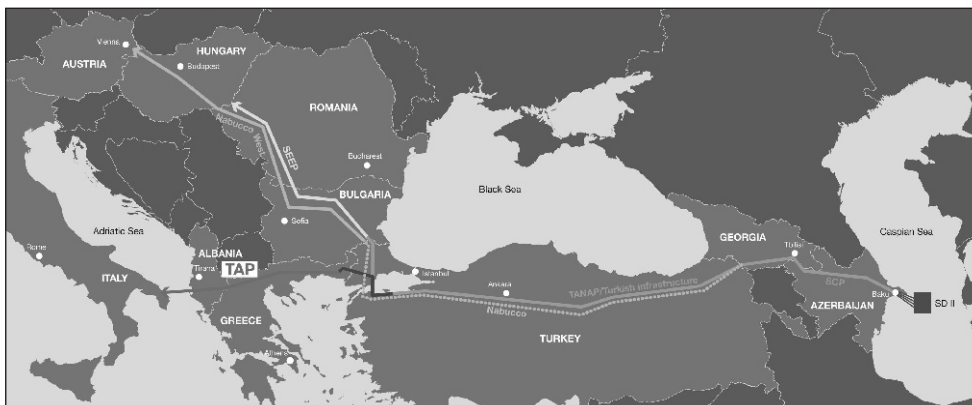 Vienna
AUSTRIA
HUNGARY
Budapest
ROMANIA
Nabucco
West
SEEP
Bucharest
BULGARIA
Sofia
Black Sea
Caspian Sea
Adriatic Sea
Rome
ITALY
ALBANIA
Tirana
TAP
GREECE
Athens
Istanbul
Ankara
TANAP/Turkish infrastructure
Nabucco
TURKEY
GEORGIA
Tbilisi
SCP
AZERBAIJAN
Baku
SD II